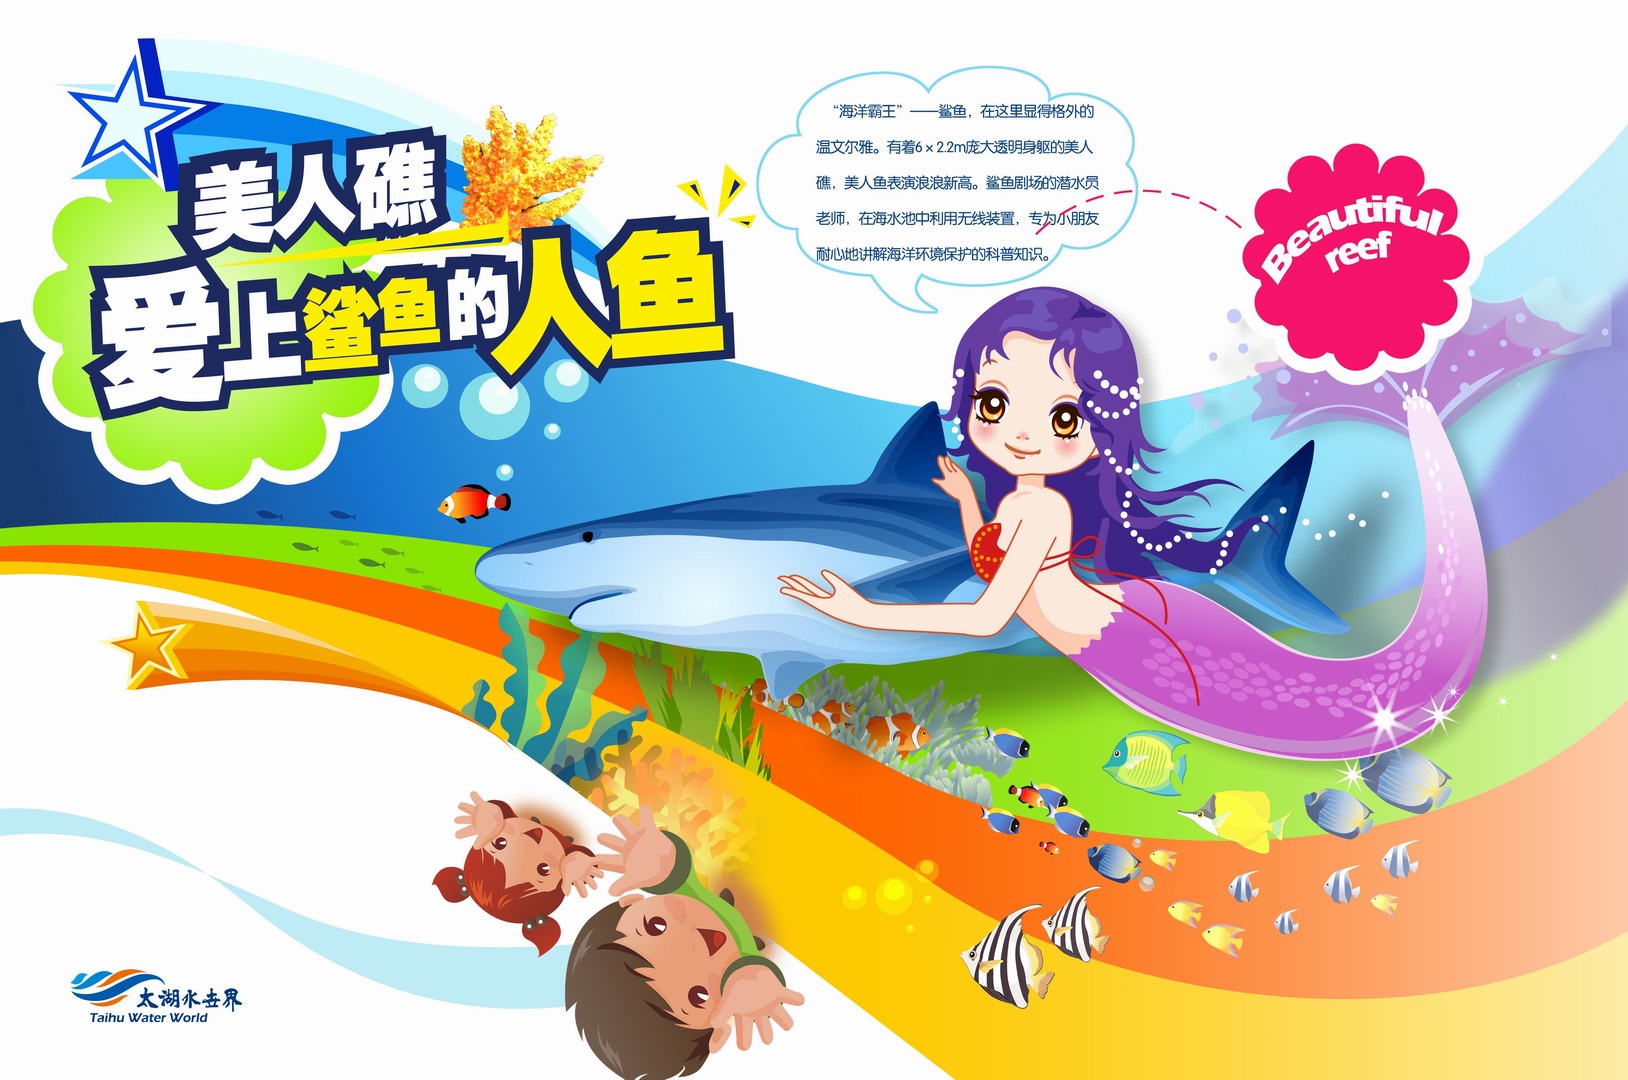 美人礁
爱上鲨鱼的人鱼
“海洋霸王”——鲨鱼，在这里显得格外的
温文尔雅。有着6×2.2m庞大透明身躯的美人
礁，美人鱼表演浪浪新高。鲨鱼剧场的潜水员
老师，在海水池中利用无线装置，专为小朋友
耐心地讲解海洋环境保护的科普知识。
Beautiful
reef
太湖水世界
Taihu Water World